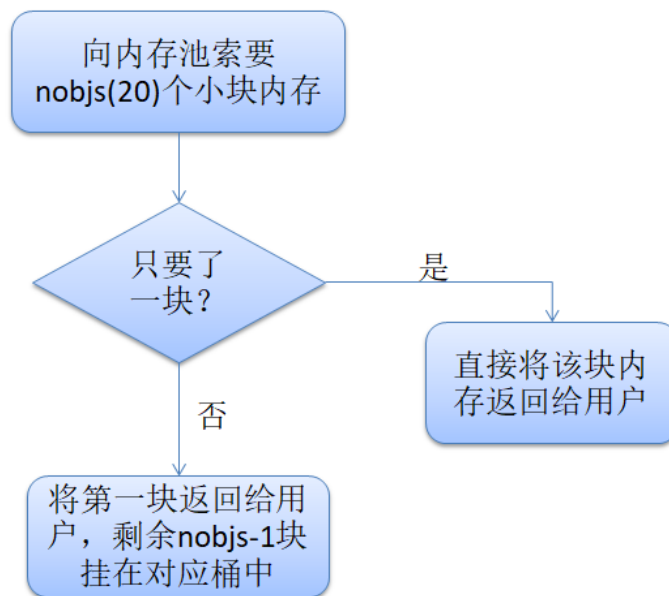 向内存池索要
nobjs(20)个小块内存
只要了
一块？
是
直接将该块内
存返回给用户
否
将第一块返回给用
户，剩余nobjs-1块
挂在对应桶中